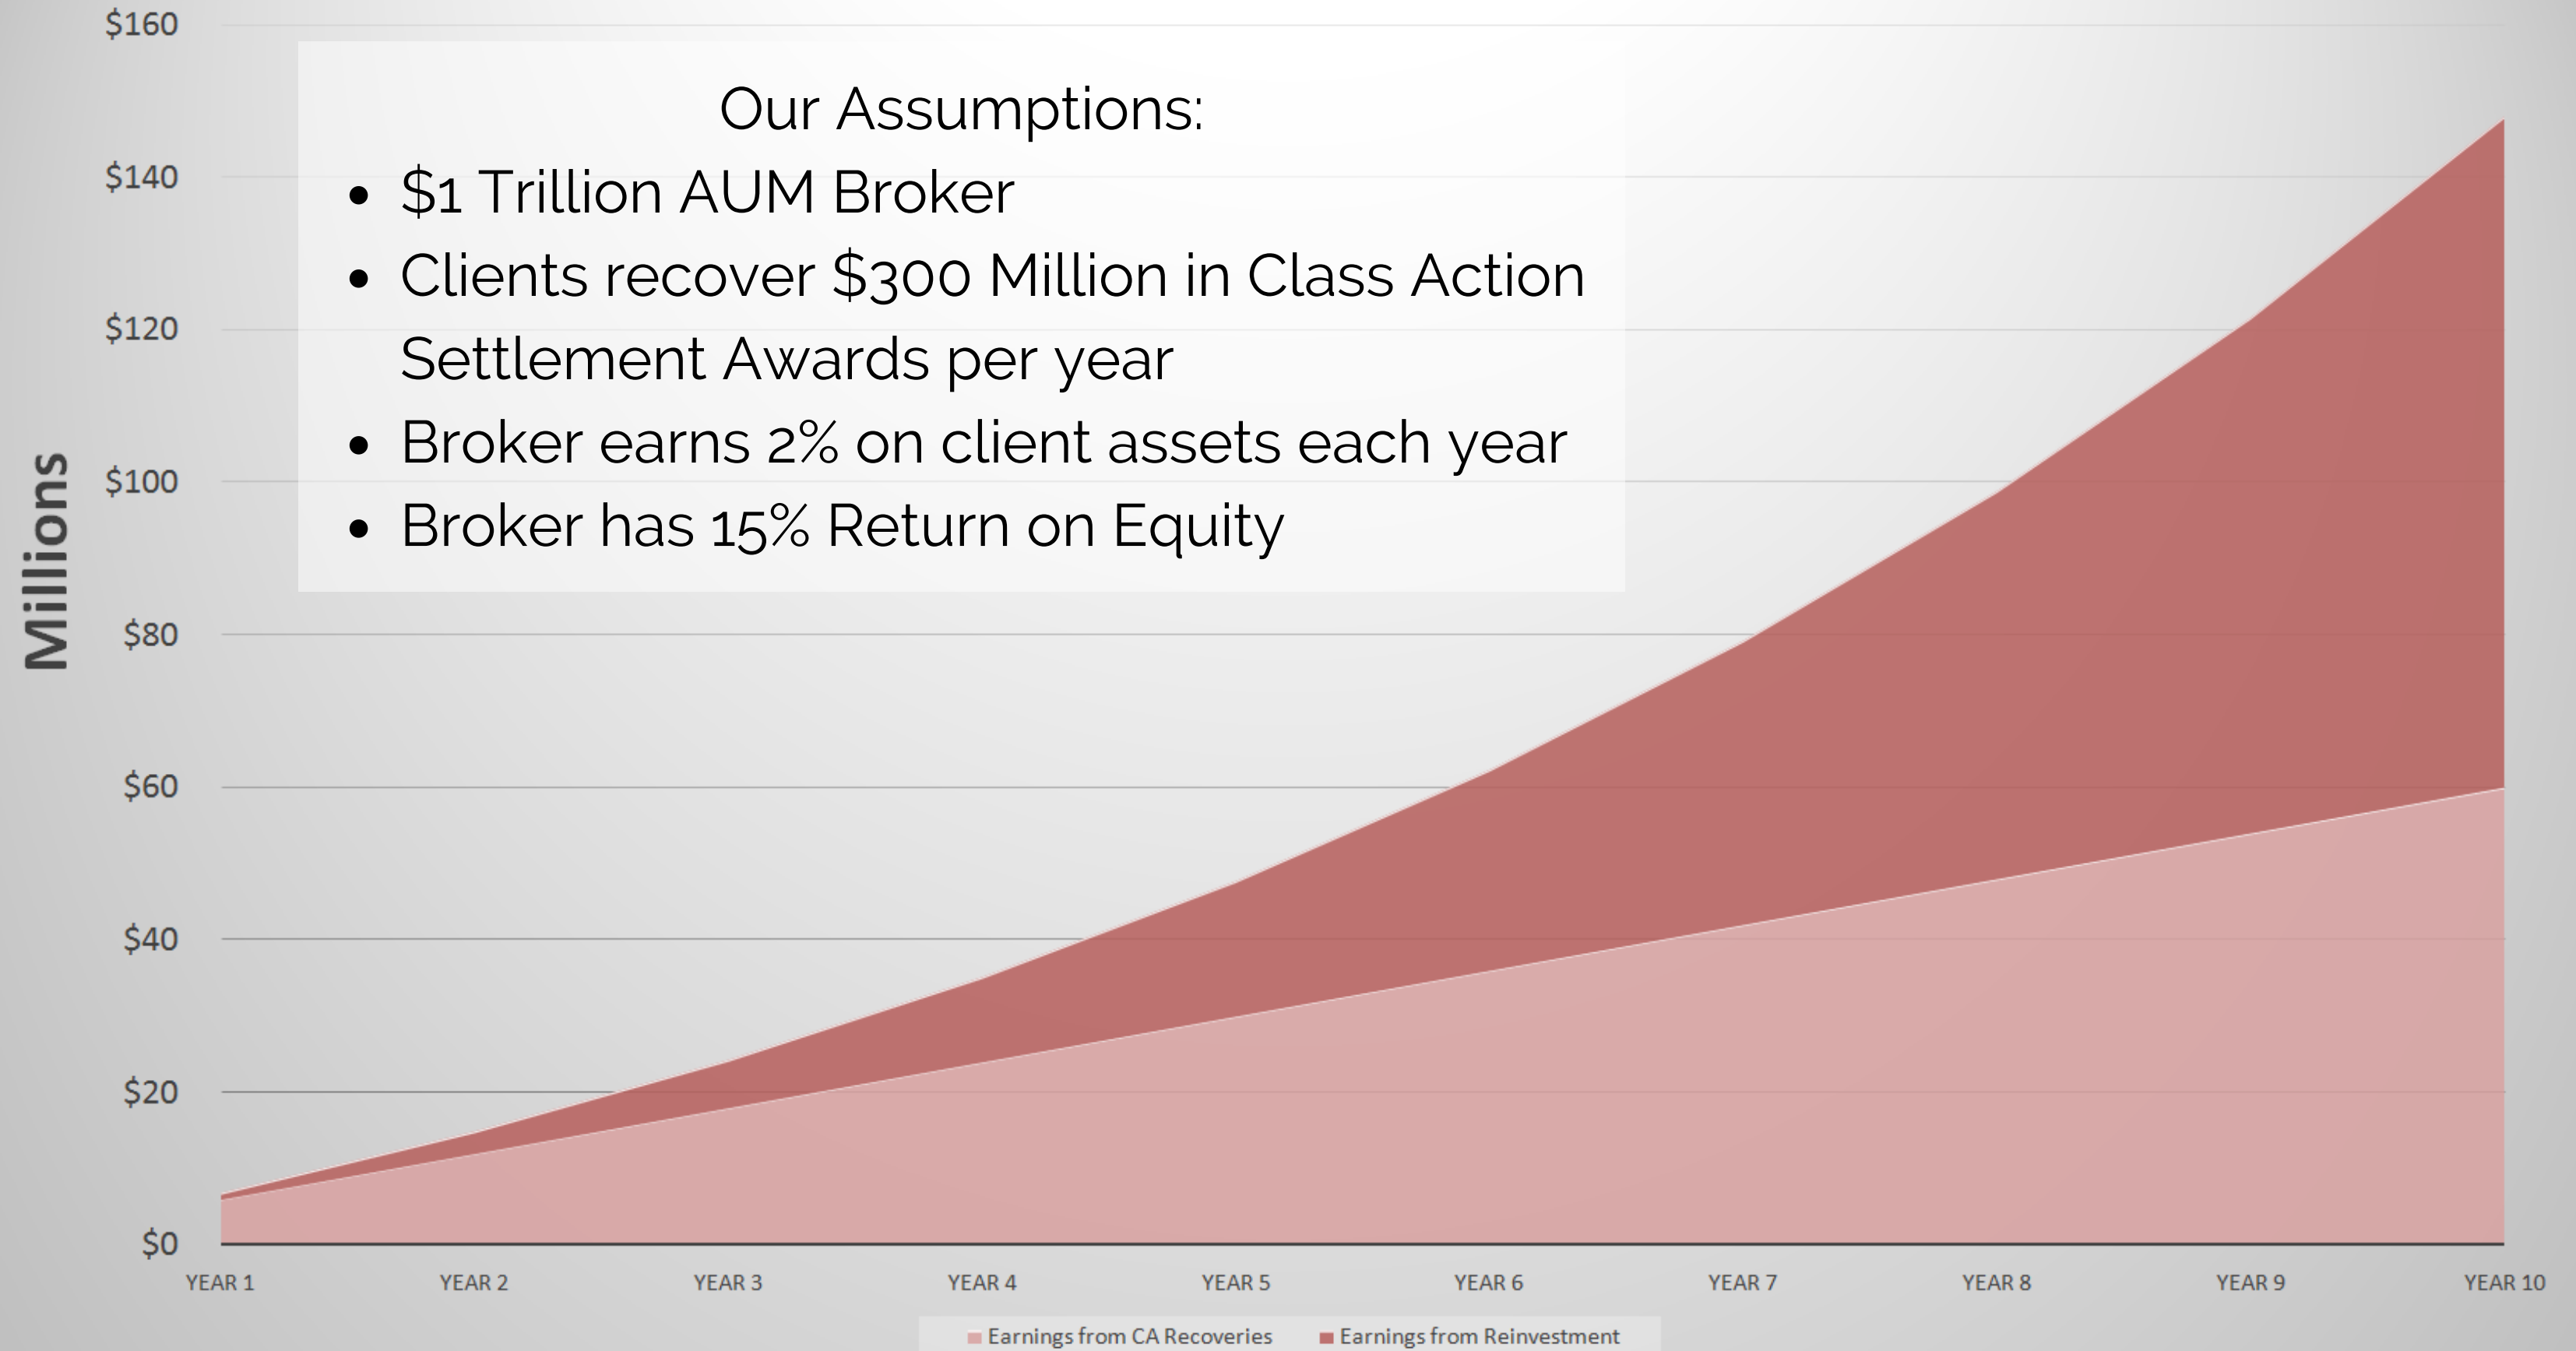 $160
Our Assumptions:
$140
• $1 Trillion AUM Broker
• Clients recover $300 Million in Class Action
$120
Settlement Awards per year
• Broker earns 2% on client assets each year
$100
• Broker has 15% Return on Equity
Millions
$80
$60
$40
$20
$0
YEAR 1 YEAR 2 YEAR 3 YEAR 4 YEAR 5 YEAR 6 YEAR 7 YEAR 8 YEAR 9 YEAR 10
Earnings from CA Recoveries Earnings from Reinvestment